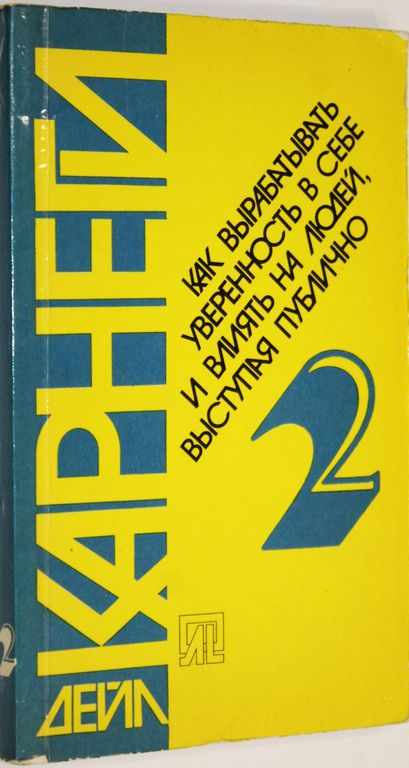 ДЕЙЛ
КАРНЕГИ
КАК ВЫРАБАТЫВАТЬ
УВЕРЕННОСТЬ В СЕБЕ
И ВЛИЯТЬ НА ЛЮДЕЙ,
ВЫСТУПАЯ ПУБЛИЧНО
2
2